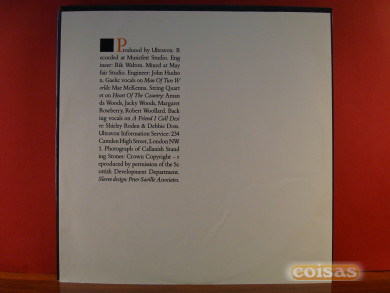 Produced by Ultravox. R
ecorded at Musicfest Studio. Eng
ineer: Rik Walton. Mixed at May
fair Studio. Engineer: John Hudso
n. Gaelic vocals on Man Of Two W
orlds: Mae McKenna. String Quar
tet on Heart Of The Country: Aman
da Woods, Jacky Woods, Margaret
Roseberry, Robert Woollard. Back
ing vocals on A Friend I Call Desi
re: Shirley Roden & Debbie Doss.
Ultravox Information Service: 234
Camden High Street, London NW
1. Photograph of Callanish Stand
ing Stones: Crown Copyright – r
eproduced by permission of the Sc
ottish Development Department.
Sleeve design: Peter Saville Associates.
coisas